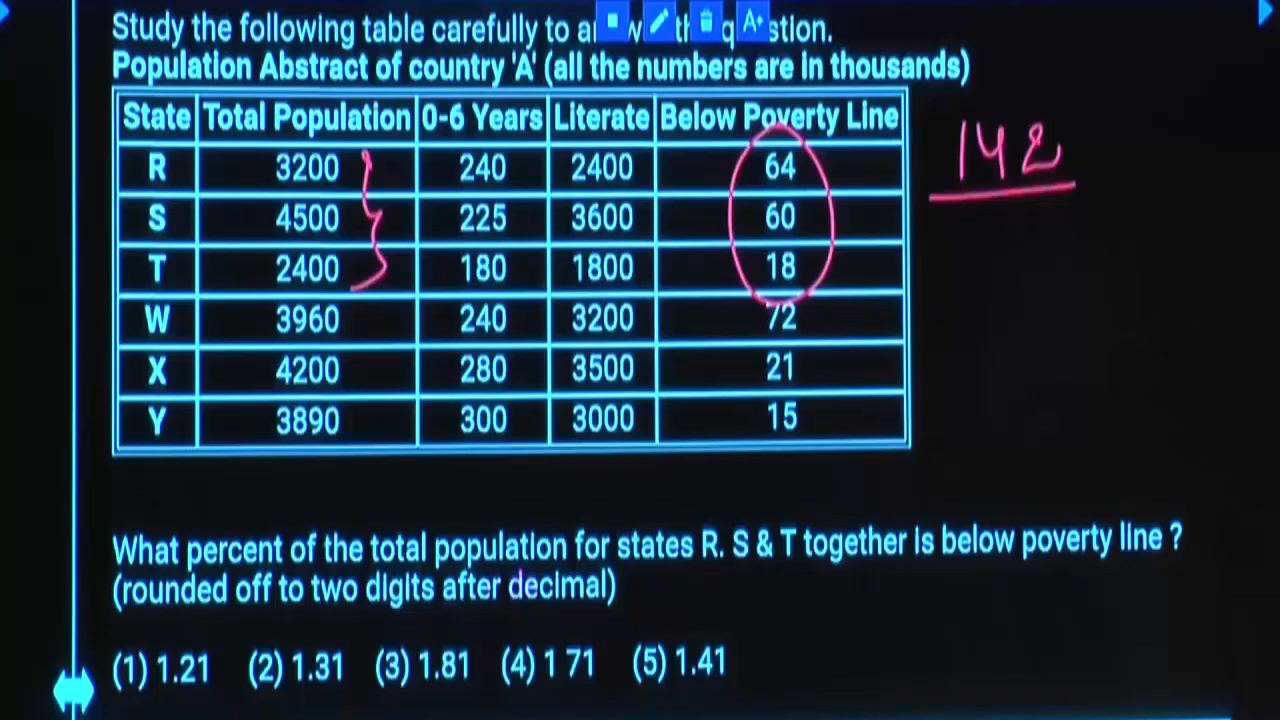 Study the following table carefully to stion.
Population Abstract of country 'A' (all the numbers are in thousands)
State Total Population 0-6 Years Literate Below Poverty Line
R 3200 240 2400 64
S 4500 225 3600 60
T 2400 180 1800 18
W 3960 240 3200 72
X 4200 280 3500 21
Y 3890 300 3000 15
142
What percent of the total population for states R. S & T together is below poverty line ?
(rounded off to two digits after decimal)
(1) 1.21 (2) 1.31 (3) 1.81 (4) 1 71 (5) 1.41